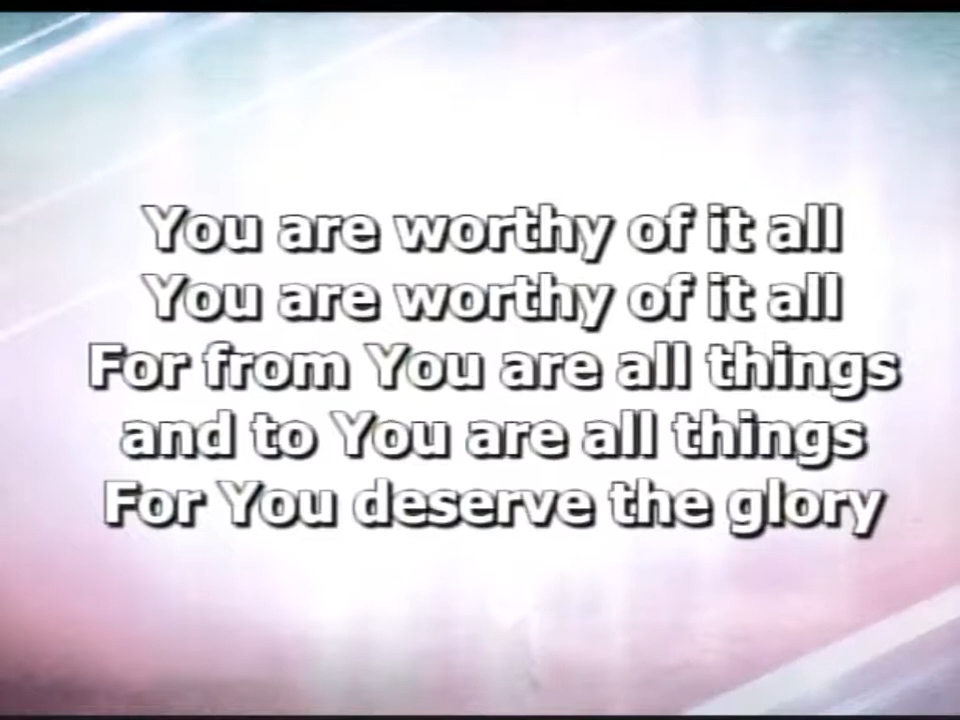 You are worthy of it all
You are worthy of it all
For from You are all things
and to You are all things
For You deserve the glory